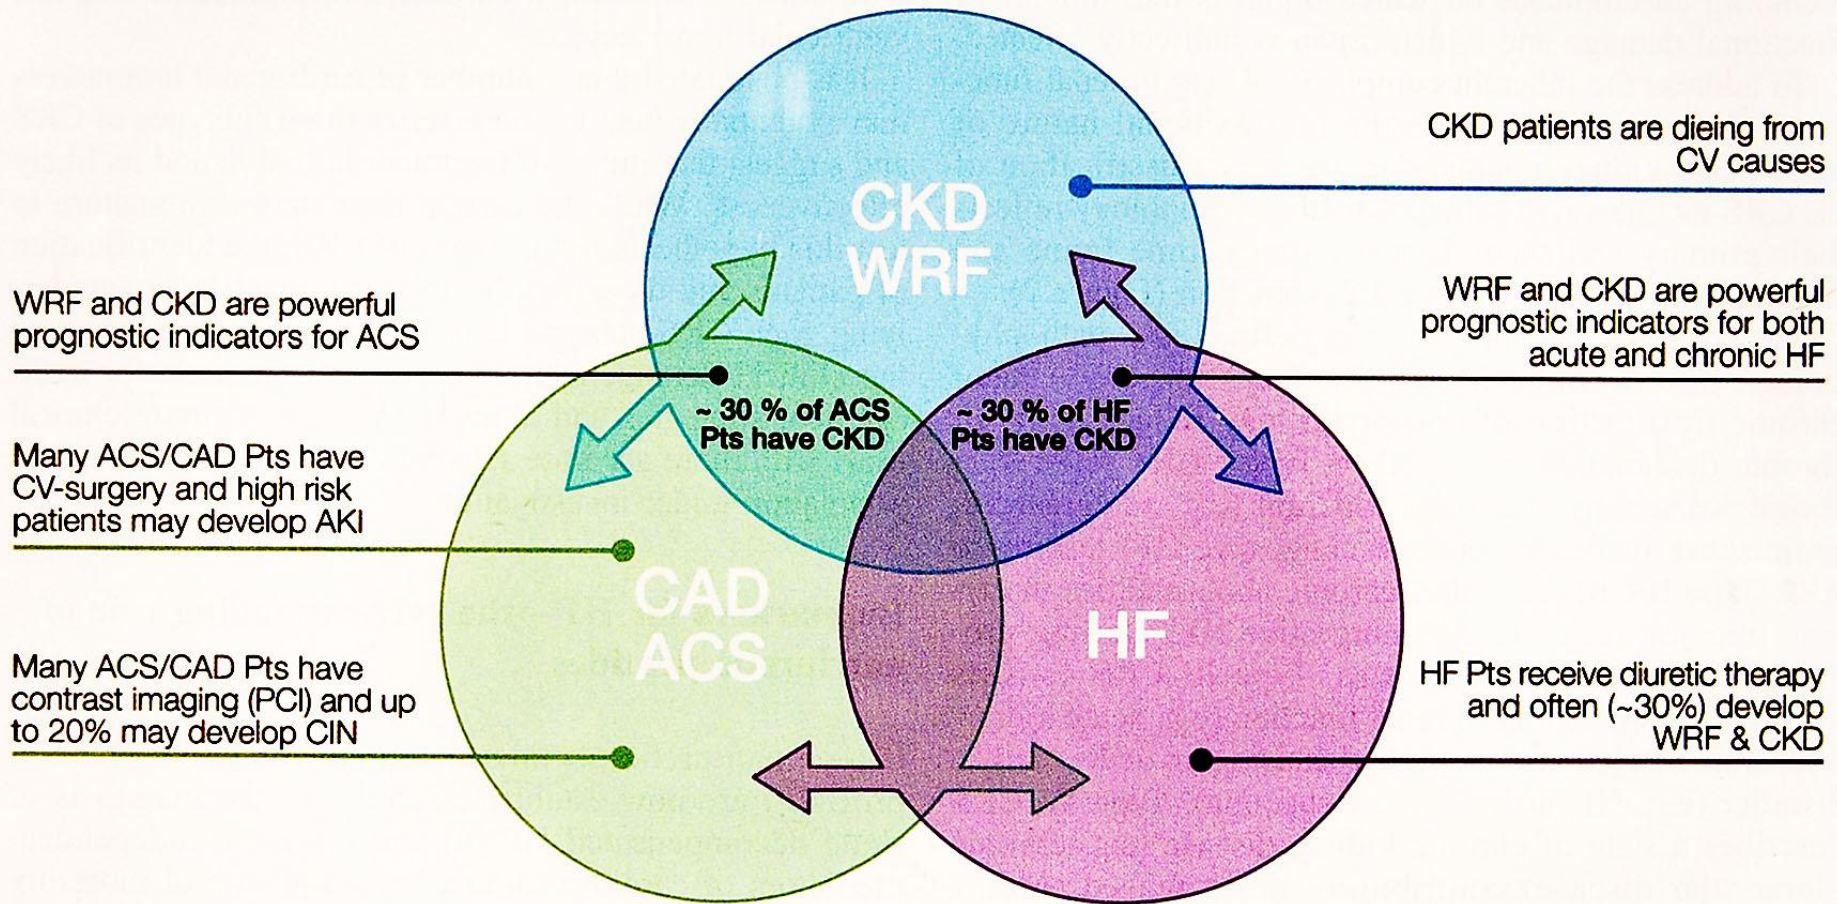 CKD
WRF
CKD patients are dieing from
CV causes
WRF and CKD are powerful
prognostic indicators for ACS
WRF and CKD are powerful
prognostic indicators for both
acute and chronic HF
~ 30 % of ACS
Pts have CKD
~ 30 % of HF
Pts have CKD
Many ACS/CAD Pts have
CV-surgery and high risk
patients may develop AKI
CAD
ACS
HF
Many ACS/CAD Pts have
contrast imaging (PCI) and up
to 20% may develop CIN
HF Pts receive diuretic therapy
and often (~30%) develop
WRF & CKD